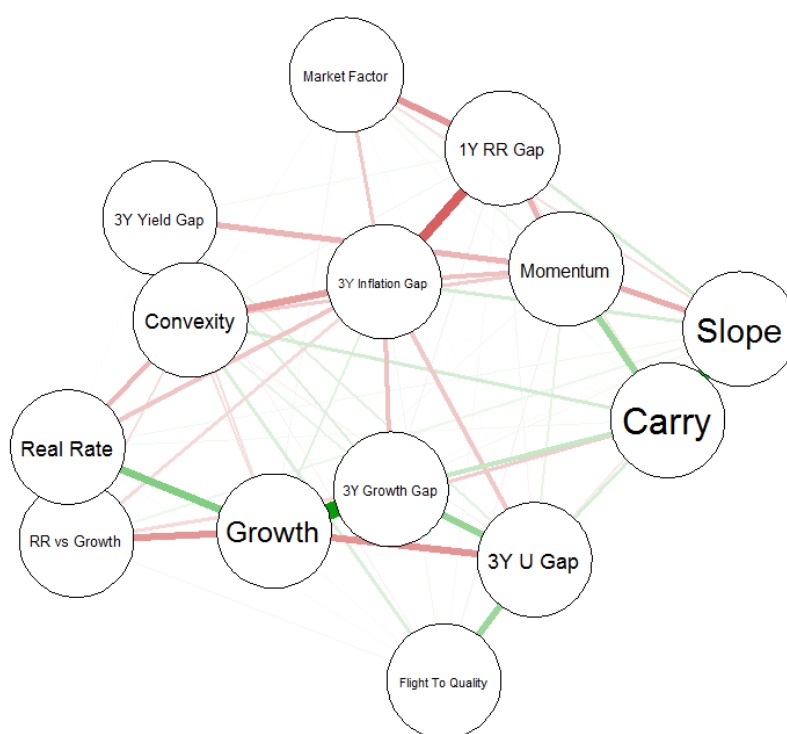 Market Factor
1Y RR Gap
3Y Yield Gap
Momentum
3Y Inflation Gap
Convexity
Slope
Carry
Real Rate
3Y Growth Gap
Growth
RR vs Growth
3Y U Gap
Flight To Quality